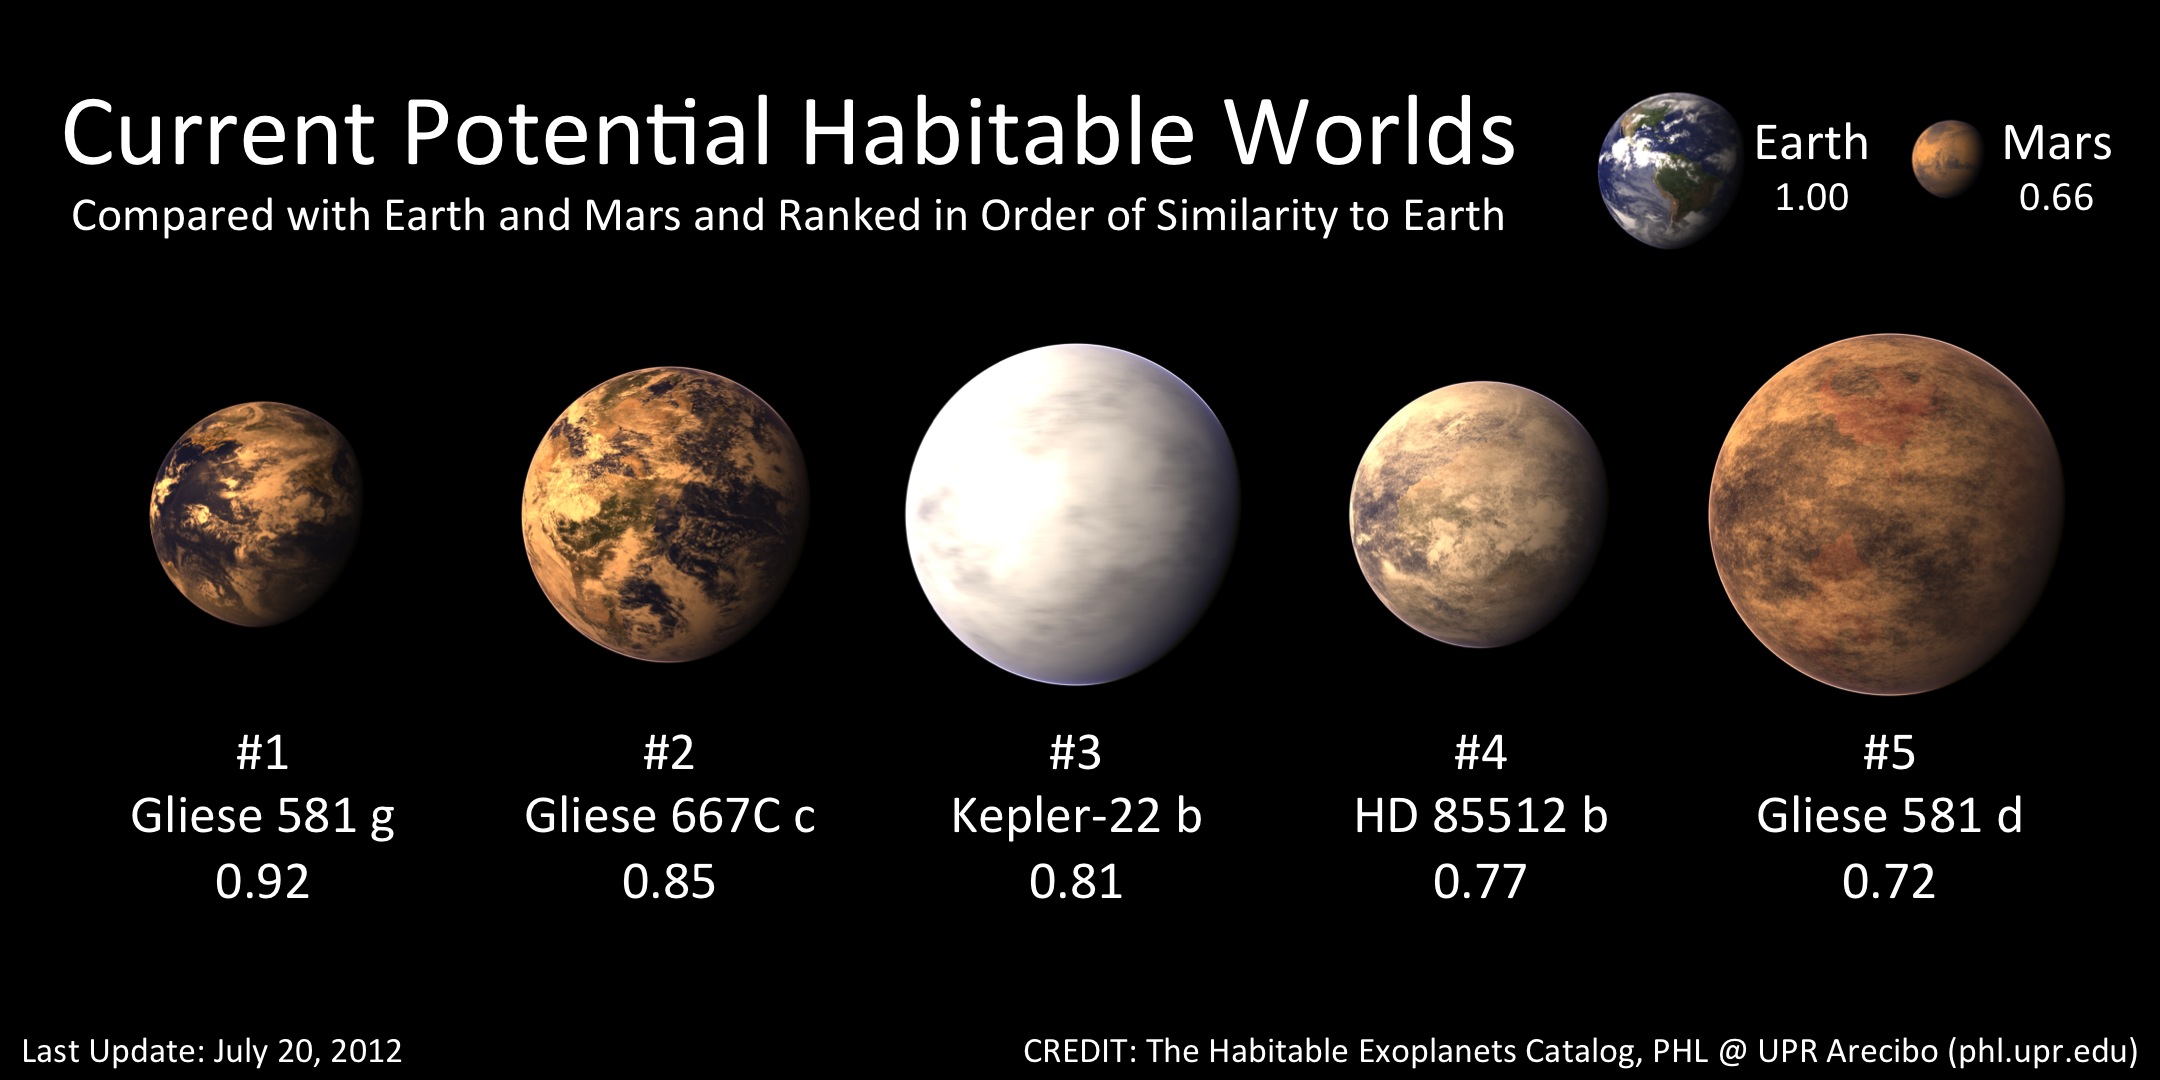 Current Potential Habitable Worlds
Compared with Earth and Mars and Ranked in Order of Similarity to Earth
Earth
1.00
Mars
0.66
#1
Gliese 581 g
0.92
#2
Gliese 667C c
0.85
#3
Kepler-22 b
0.81
#4
HD 85512 b
0.77
#5
Gliese 581 d
0.72
Last Update: July 20, 2012
CREDIT: The Habitable Exoplanets Catalog, PHL @ UPR Arecibo (phl.upr.edu)